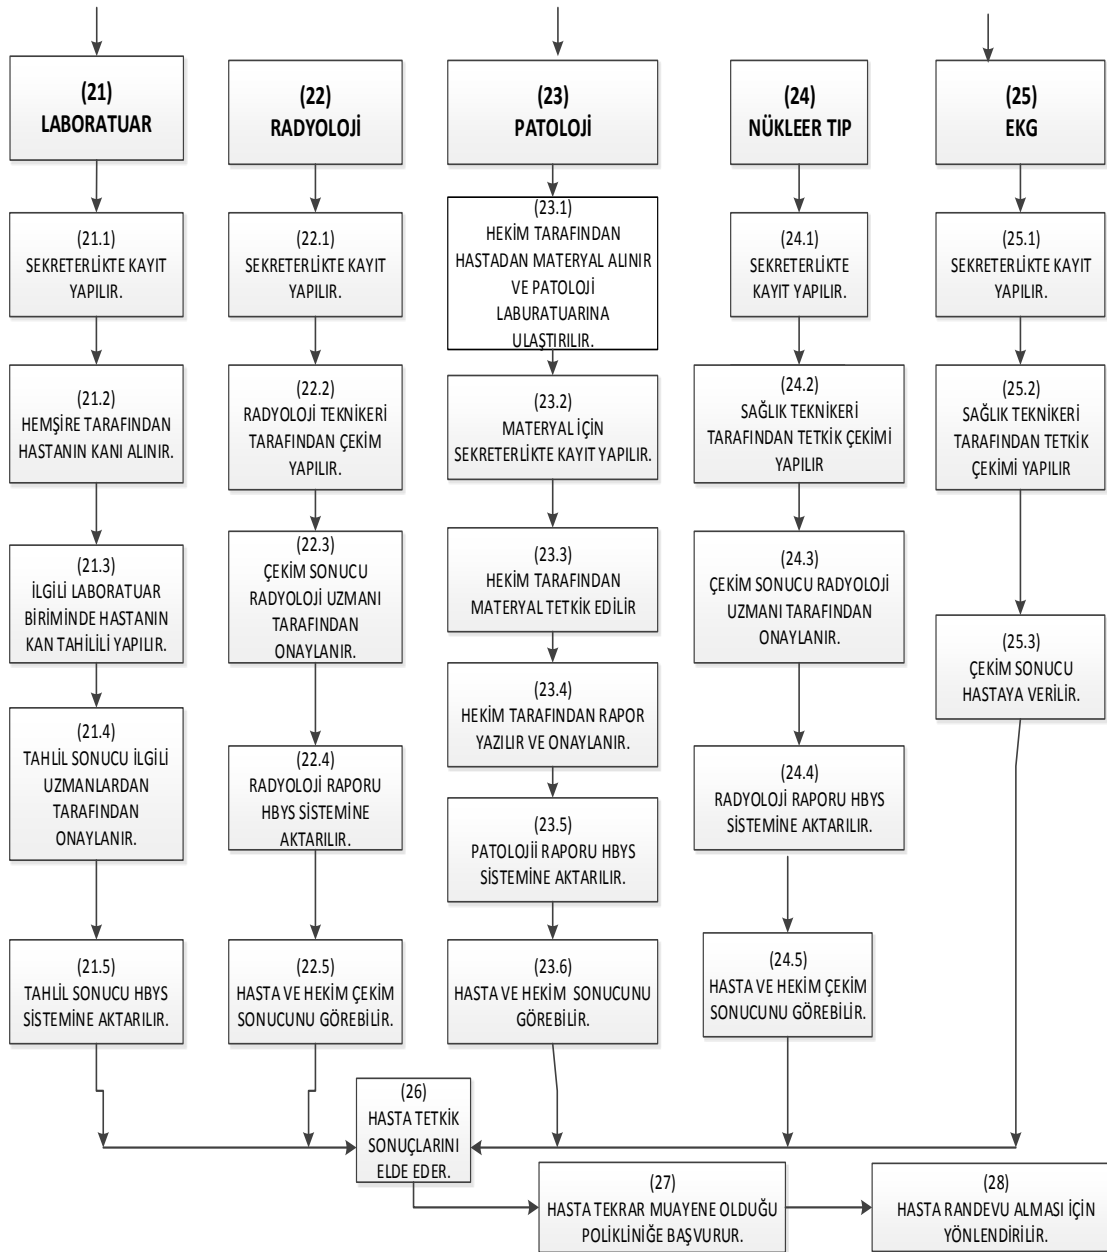 (21)
LABORATUAR
(21.1)
SEKRETERLİKTE KAYIT
YAPILIR.
(21.2)
HEMŞİRE TARAFINDAN
HASTANIN KANI ALINIR.
(21.3)
İLGİLİ LABORATUAR
BİRİMİNDE HASTANIN
KAN TAHİLİLİ YAPILIR.
(21.4)
TAHLİL SONUCU İLGİLİ
UZMANLARDAN
TARAFINDAN
ONAYLANIR.
(21.5)
TAHLİL SONUCU HBYS
SİSTEMİNE AKTARILIR.
(22)
RADYOLOJİ
(22.1)
SEKRETERLİKTE KAYIT
YAPILIR.
(22.2)
RADYOLOJİ TEKNİKERİ
TARAFINDAN ÇEKİM
YAPILIR.
(22.3)
ÇEKİM SONUCU
RADYOLOJİ UZMANI
TARAFINDAN
ONAYLANIR.
(22.4)
RADYOLOJİ RAPORU
HBYS SİSTEMİNE
AKTARILIR.
(22.5)
HASTA VE HEKİM ÇEKİM
SONUCUNU GÖREBİLİR.
(23)
PATOLOJİ
(23.1)
HEKİM TARAFINDAN
HASTADAN MATERYAL ALINIR
VE PATOLOJİ
LABURATUARINA
ULAŞTIRILIR.
(23.2)
MATERYAL İÇİN
SEKRETERLİKTE KAYIT YAPILIR.
(23.3)
HEKİM TARAFINDAN
MATERYAL TETKİK EDİLİR
(23.4)
HEKİM TARAFINDAN RAPOR
YAZILIR VE ONAYLANIR.
(23.5)
PATOLOJİİ RAPORU HBYS
SİSTEMİNE AKTARILIR.
(23.6)
HASTA VE HEKİM SONUCUNU
GÖREBİLİR.
(24)
NÜKLEER TIP
(24.1)
SEKRETERLİKTE
KAYIT YAPILIR.
(24.2)
SAĞLIK TEKNİKERİ
TARAFINDAN TETKİK ÇEKİMİ
YAPILIR
(24.3)
ÇEKİM SONUCU RADYOLOJİ
UZMANI TARAFINDAN
ONAYLANIR.
(24.4)
RADYOLOJİ RAPORU HBYS
SİSTEMİNE AKTARILIR.
(24.5)
HASTA VE HEKİM ÇEKİM
SONUCUNU GÖREBİLİR.
(25)
EKG
(25.1)
SEKRETERLİKTE KAYIT
YAPILIR.
(25.2)
SAĞLIK TEKNİKERİ
TARAFINDAN TETKİK
ÇEKİMİ YAPILIR
(25.3)
ÇEKİM SONUCU
HASTAYA VERİLİR.
(26)
HASTA TETKİK
SONUÇLARINI
ELDE EDER.
(27)
HASTA TEKRAR MUAYENE OLDUĞU
POLİKLİNİĞE BAŞVURUR.
(28)
HASTA RANDEVU ALMASI İÇİN
YÖNLENDİRİLİR.